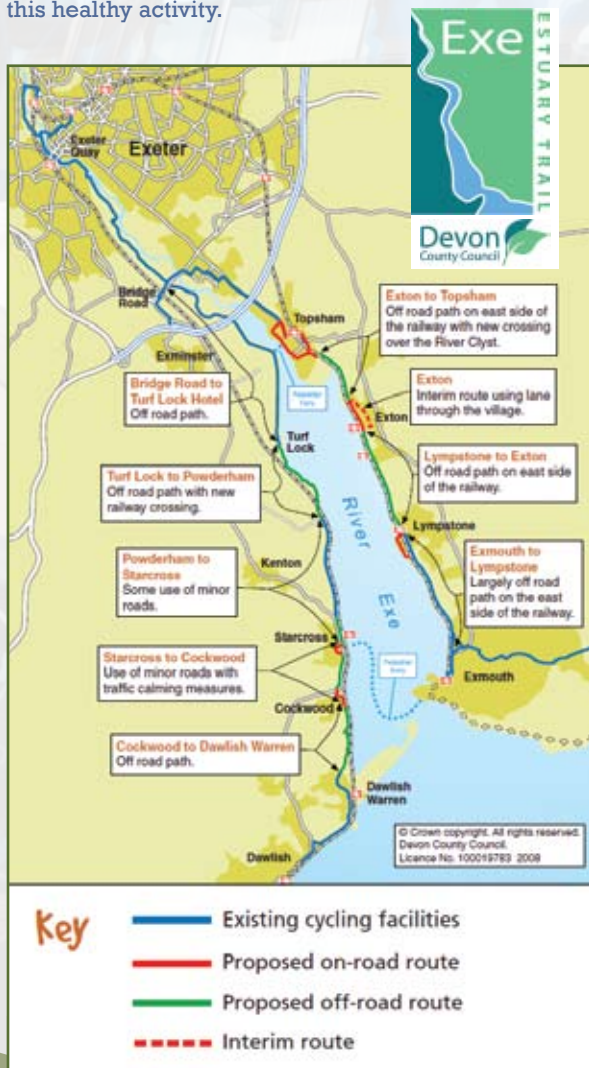 this healthy activity.
Exe
ESTUARY TRAIL
Devon
County Council
Exeter
Quay
Exeter
Bridge
Road
Topsham
Exton to Topsham
Off road path on east side of
the railway with new crossing
over the River Clyst.
Exminster
Bridge Road to
Turf Lock Hotel
Off road path.
Exton
Interim route using lane
through the village.
Exton
Turf
Lock
Lympstone to Exton
Off road path on east side
of the railway.
Turf Lock to Powderham
Off road path with new
railway crossing.
River
Exe
Lympstone
Kenton
Powderham to
Starcross
Some use of minor
roads.
Exmouth to
Lympstone
Largely off road
path on the east
side of the railway.
Starcross
Starcross to Cockwood
Use of minor roads with
traffic calming measures.
Exmouth
Cockwood
Cockwood to Dawlish Warren
Off road path.
Dawlish
Warren
© Crown copyright. All rights reserved.
Devon County Council.
Licence No. 100019783 2008
Dawlish
Key
Existing cycling facilities
Proposed on-road route
Proposed off-road route
Interim route